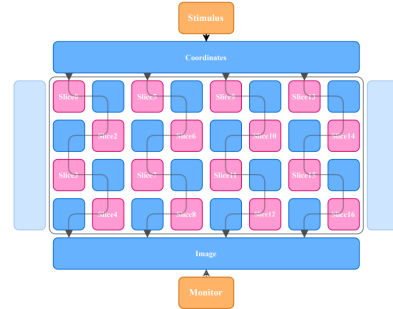 Stimulus
Coordinates
Slice5 Slice9 Slice13
Slice2 Slice6 Slice10 Slice14
Slice3 Slice7 Slice11 Slice15
Slice4 Slice8 Slice12 Slice16
Image
Monitor